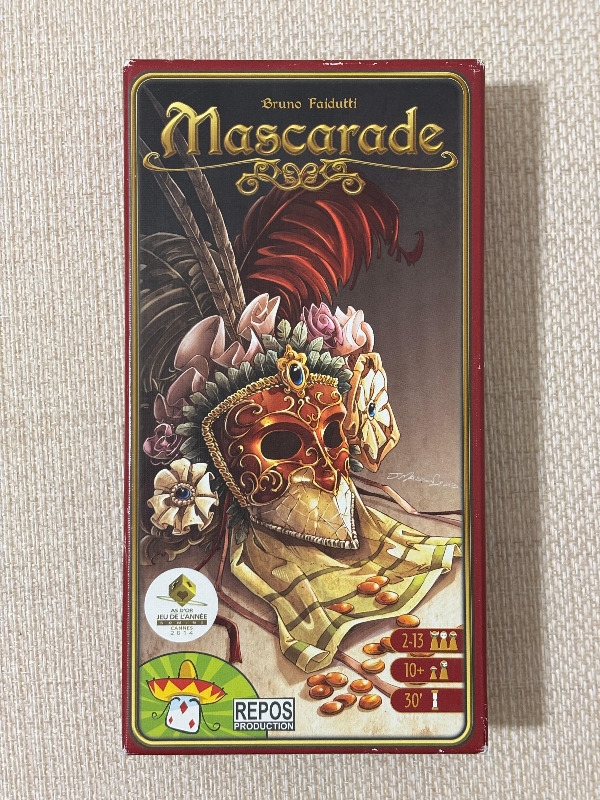 Bruno Faidutti
Mascarade
AS D'OR
JEU DE L'ANNÉE
CANNES
2014
2-13
10+
30'
REPOS
PRODUCTION